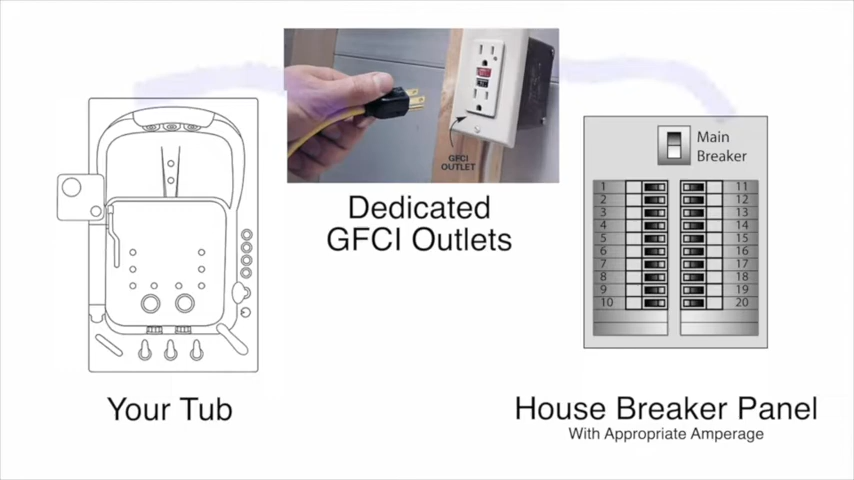 GFCI
OUTLET
Dedicated
GFCI Outlets
Your Tub
Main
Breaker
1 11
2 12
3 13
4 14
5 15
6 16
7 17
8 18
9 19
10 20
House Breaker Panel
With Appropriate Amperage